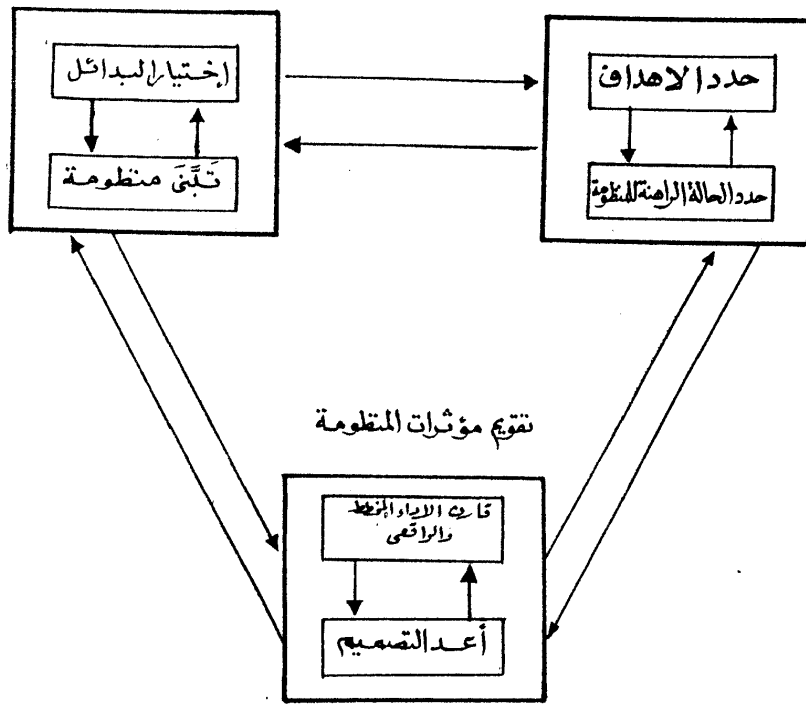 حدد الاهداف
حدد الحالة الراهنة للمنظومة
إختيار البدائل
تَبَّنَى منظومة
تقويم مؤثرات المنظومة
قارن الاداء المخطط
والواقعى
أعد التصميم